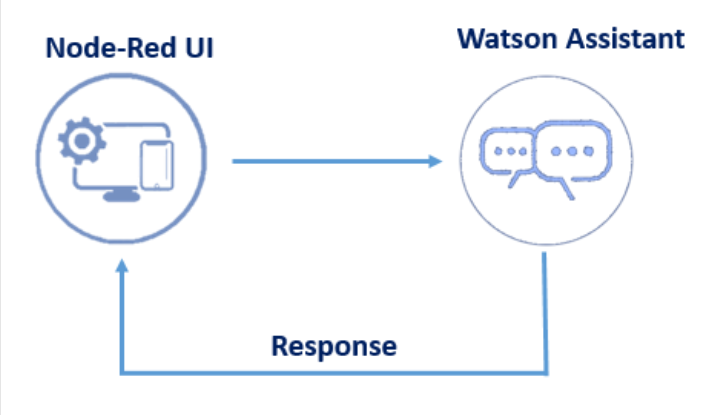 Node-Red UI
Watson Assistant
Response